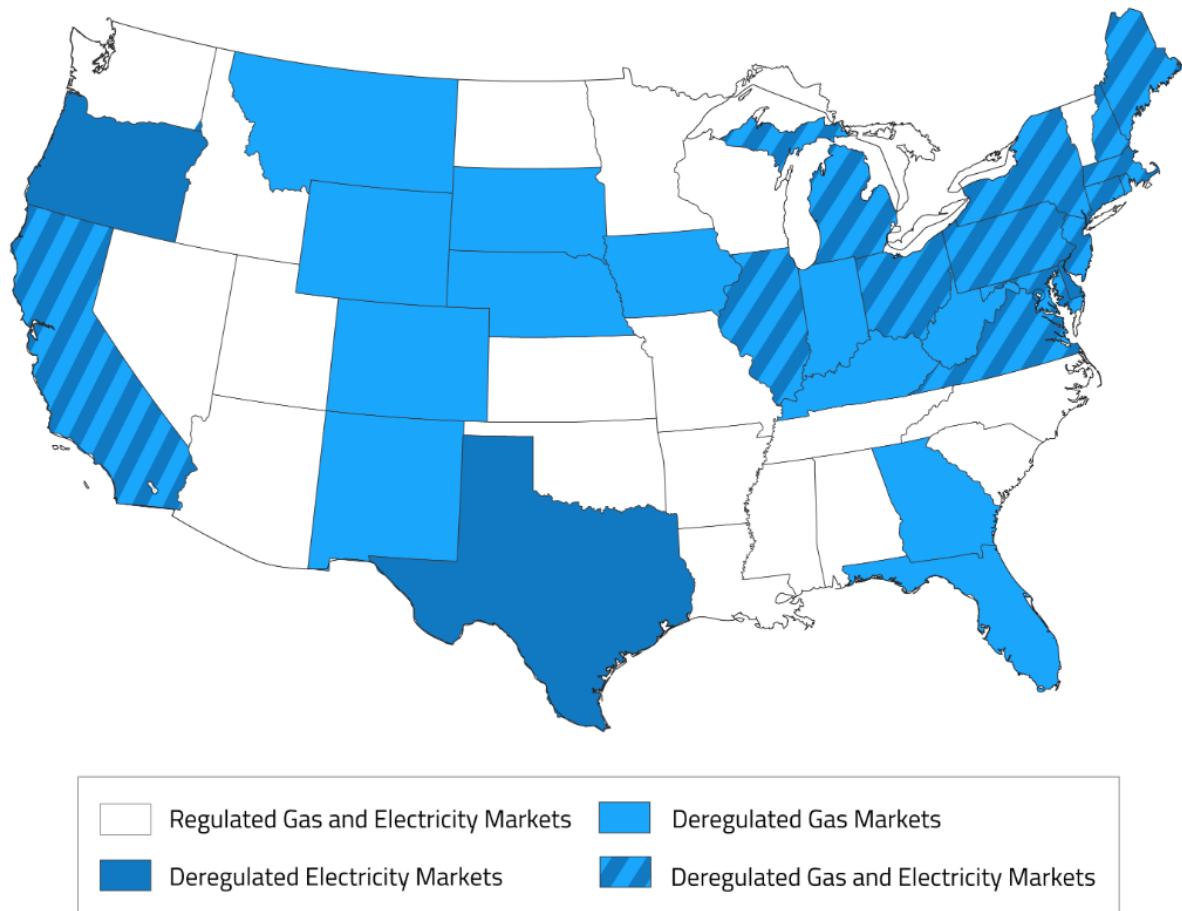 Regulated Gas and Electricity Markets
Deregulated Gas Markets
Deregulated Electricity Markets
Deregulated Gas and Electricity Markets